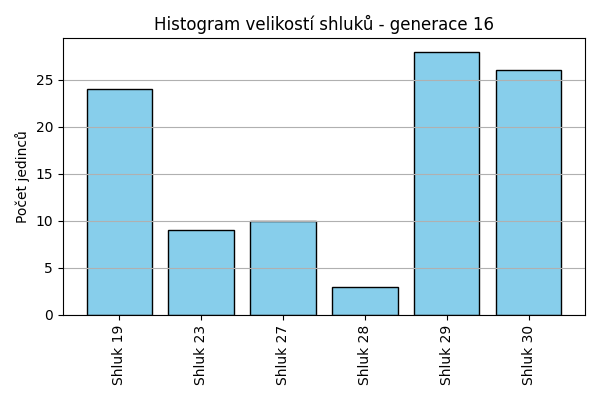 Histogram velikostí shluků - generace 16
Počet jedinců
25
20
15
10
5
0
Shluk 19
Shluk 23
Shluk 27
Shluk 28
Shluk 29
Shluk 30